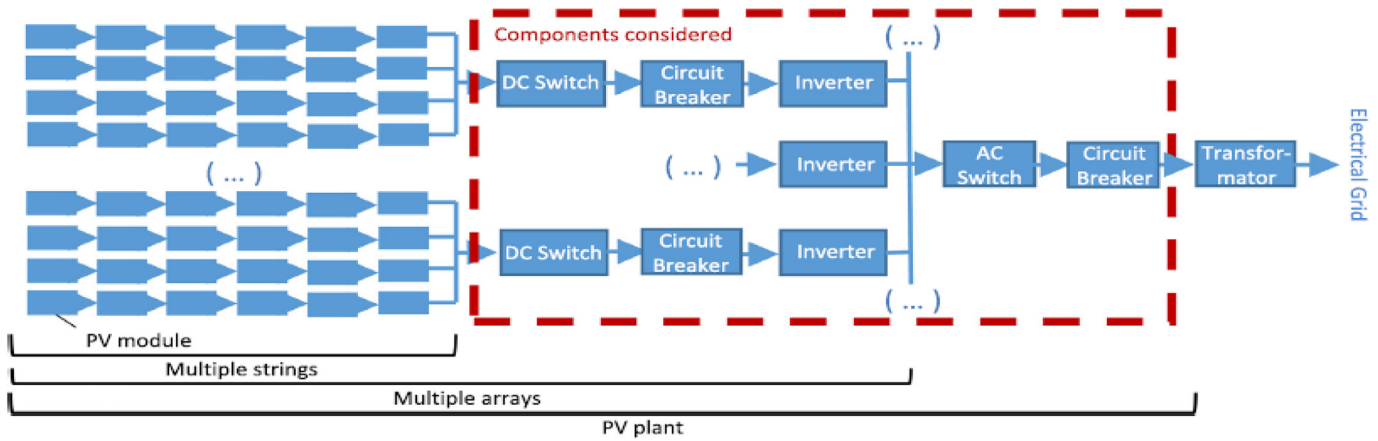 Components considered
( ... )
DC Switch
Circuit
Breaker
Inverter
( ... )
( ... )
Inverter
AC
Switch
Circuit
Breaker
Transfor-
mator
Electrical Grid
DC Switch
Circuit
Breaker
Inverter
( ... )
PV module
Multiple strings
Multiple arrays
PV plant